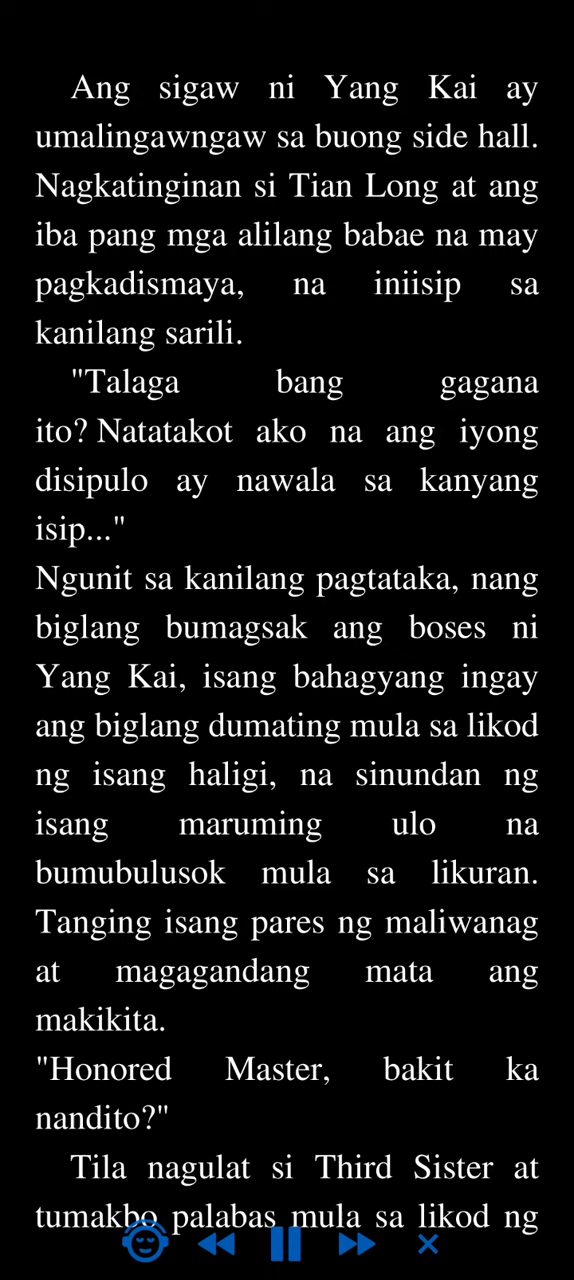 Ang sigaw ni Yang Kai ay
umalingawngaw sa buong side hall.
Nagkatinginan si Tian Long at ang
iba pang mga alilang babae na may
pagkadismaya, na iniisip sa
kanilang sarili.
"Talaga bang gagana
ito? Natatakot ako na ang iyong
disipulo ay nawala sa kanyang
isip..."
Ngunit sa kanilang pagtataka, nang
biglang bumagsak ang boses ni
Yang Kai, isang bahagyang ingay
ang biglang dumating mula sa likod
ng isang haligi, na sinundan ng
isang maruming ulo na
bumubulusok mula sa likuran.
Tanging isang pares ng maliwanag
at magagandang mata ang
makikita.
"Honored Master, bakit ka
nandito?"
Tila nagulat si Third Sister at
tumakbo palabas mula sa likod ng